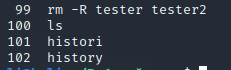 99 rm -R tester tester2
100 ls
101 histori
102 history